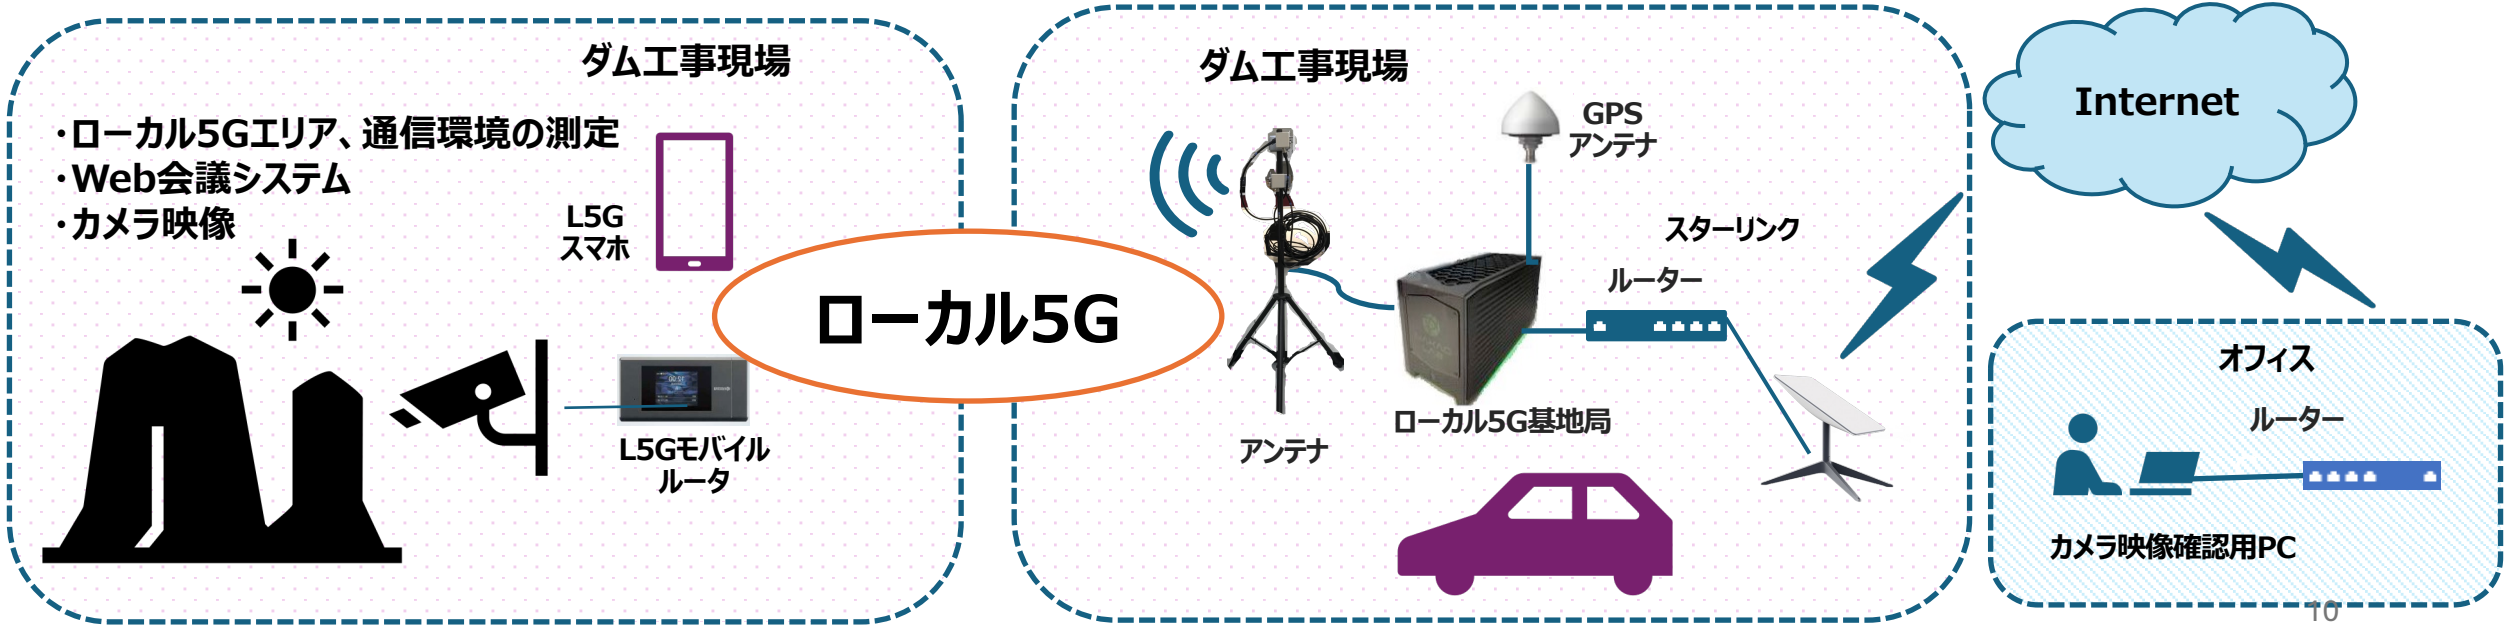 ダム工事現場
・ローカル5Gエリア、通信環境の測定
・Web会議システム
・カメラ映像
L5G
スマホ
L5Gモバイル
ルータ
ローカル5G
ダム工事現場
GPS
アンテナ
スターリンク
ルーター
ローカル5G基地局
アンテナ
Internet
オフィス
ルーター
カメラ映像確認用PC
10